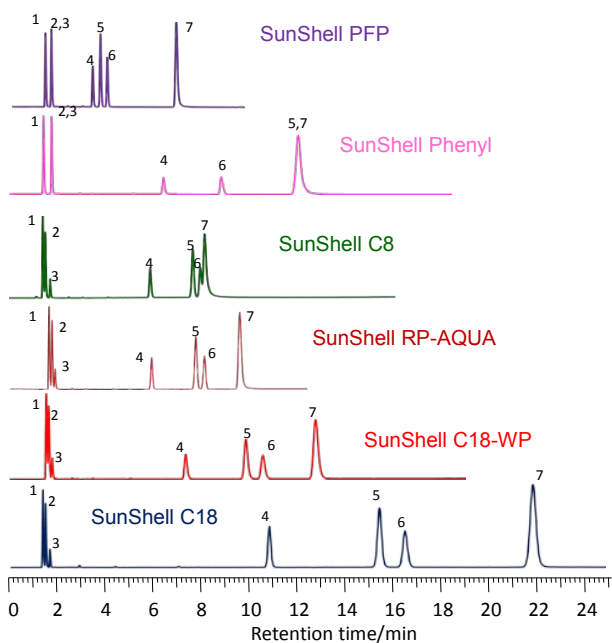 1 2,3 4 5 6 7 SunShell PFP
1 2,3 4 6 5,7 SunShell Phenyl
1 2 3 4 5 6 7 SunShell C8
1 2 3 4 5 6 7 SunShell RP-AQUA
1 2 3 4 5 6 7 SunShell C18-WP
1 2 3 SunShell C18 4 5 6 7
0 2 4 6 8 10 12 14 16 18 20 22 24
Retention time/min